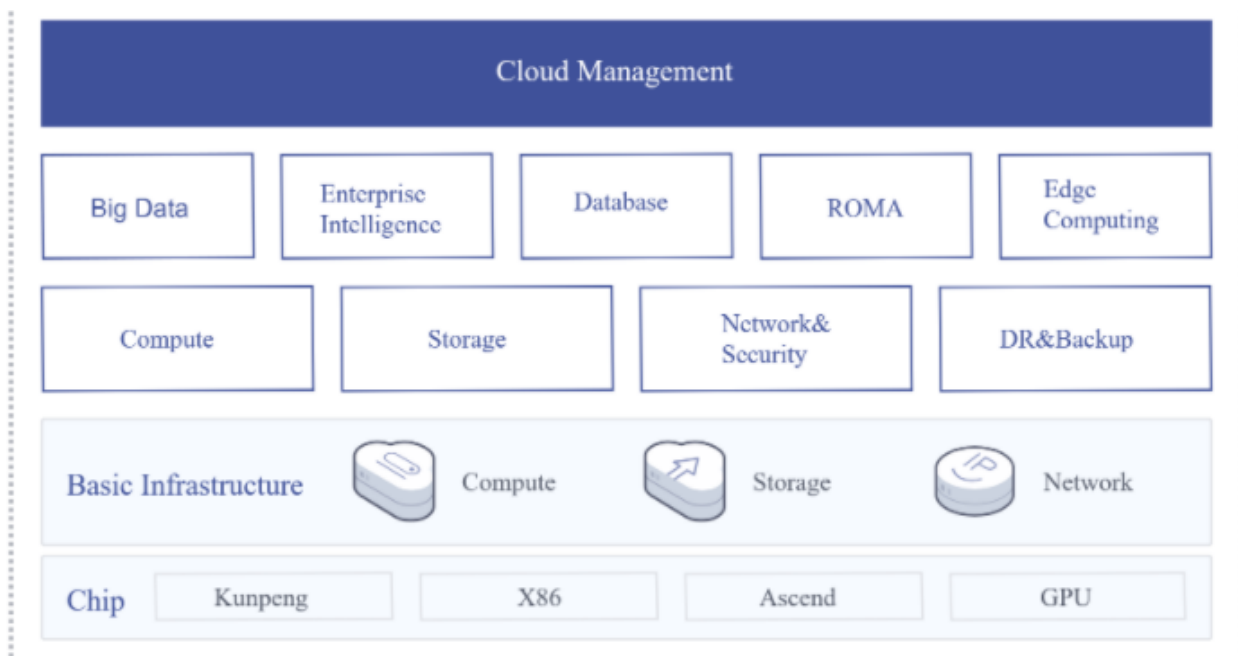 Cloud Management
Big Data
Enterprise
Intelligence
Database
ROMA
Edge
Computing
Compute
Storage
Network&
Security
DR&Backup
Basic Infrastructure
Compute
Storage
IP
Network
Chip
Kunpeng
X86
Ascend
GPU